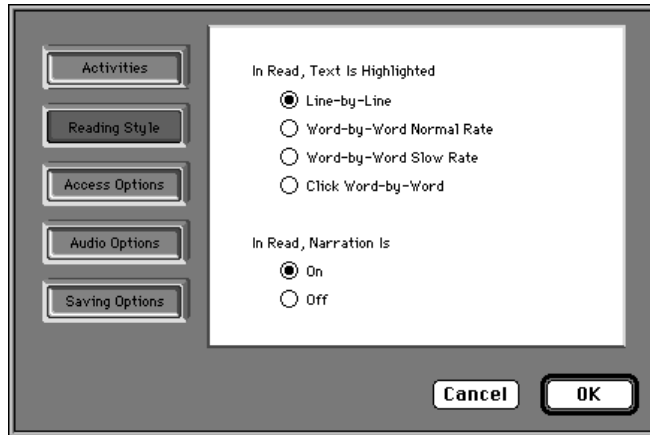 Activities
Reading Style
Access Options
Audio Options
Saving Options
In Read, Text Is Highlighted
Line-by-Line
Word-by-Word Normal Rate
Word-by-Word Slow Rate
Click Word-by-Word
In Read, Narration Is
On
Off
Cancel
OK